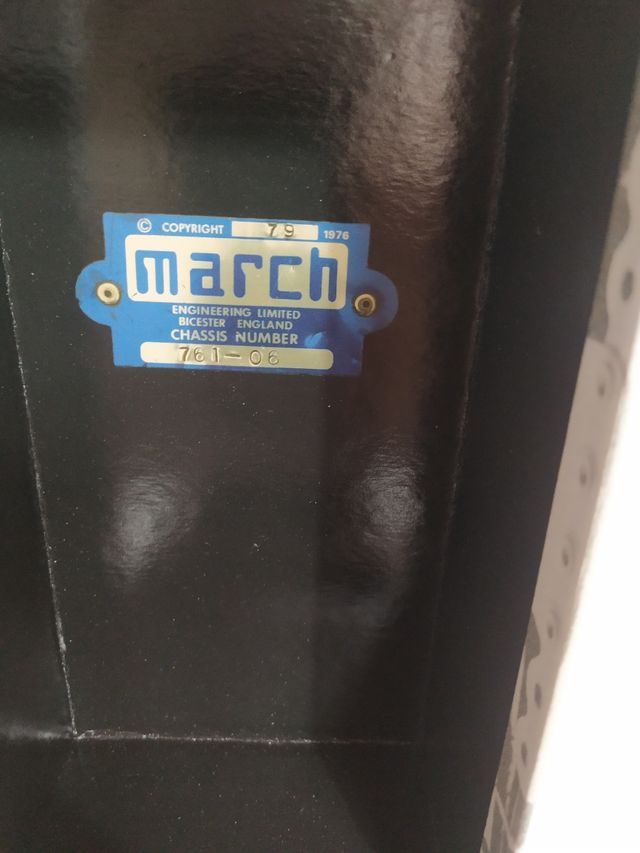 © COPYRIGHT 79 1976
march
ENGINEERING LIMITED
BICESTER ENGLAND
CHASSIS NUMBER
761-06